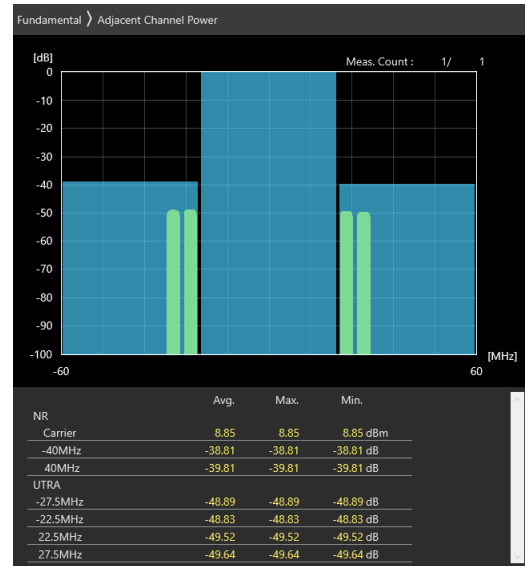 Fundamental 〉 Adjacent Channel Power
[dB]
Meas. Count : 1/ 1
0
-10
-20
-30
-40
-50
-60
-70
-80
-90
-100
[MHz]
-60 60
Avg. Max. Min.
NR
Carrier 8.85 8.85 8.85 dBm
-40MHz -38.81 -38.81 -38.81 dB
40MHz -39.81 -39.81 -39.81 dB
UTRA
-27.5MHz -48.89 -48.89 -48.89 dB
-22.5MHz -48.83 -48.83 -48.83 dB
22.5MHz -49.52 -49.52 -49.52 dB
27.5MHz -49.64 -49.64 -49.64 dB